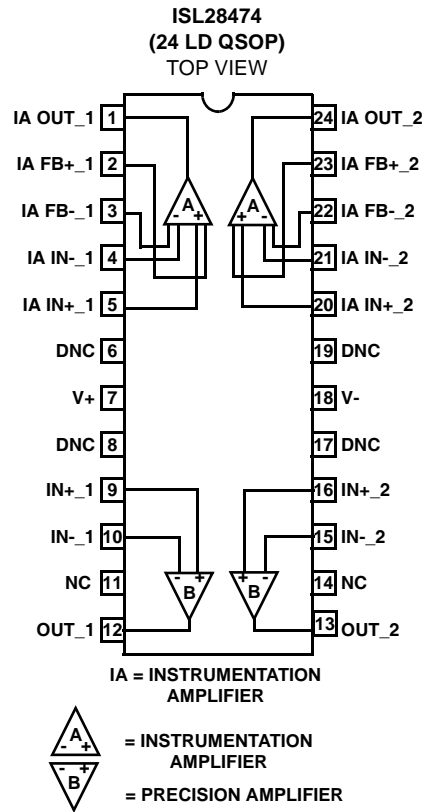 ISL28474
(24 LD QSOP)
TOP VIEW
IA OUT_1 1
24 IA OUT_2
IA FB+_1 2
23 IA FB+_2
IA FB-_1 3
A
- +
A
+ -
22 IA FB-_2
IA IN-_1 4
21 IA IN-_2
IA IN+_1 5
20 IA IN+_2
DNC 6
19 DNC
V+ 7
18 V-
DNC 8
17 DNC
IN+_1 9
16 IN+_2
IN-_1 10
15 IN-_2
NC 11
- +
B
+ -
B
14 NC
OUT_1 12
13 OUT_2
IA = INSTRUMENTATION
AMPLIFIER
A
- +
= INSTRUMENTATION
AMPLIFIER
- +
B
= PRECISION AMPLIFIER